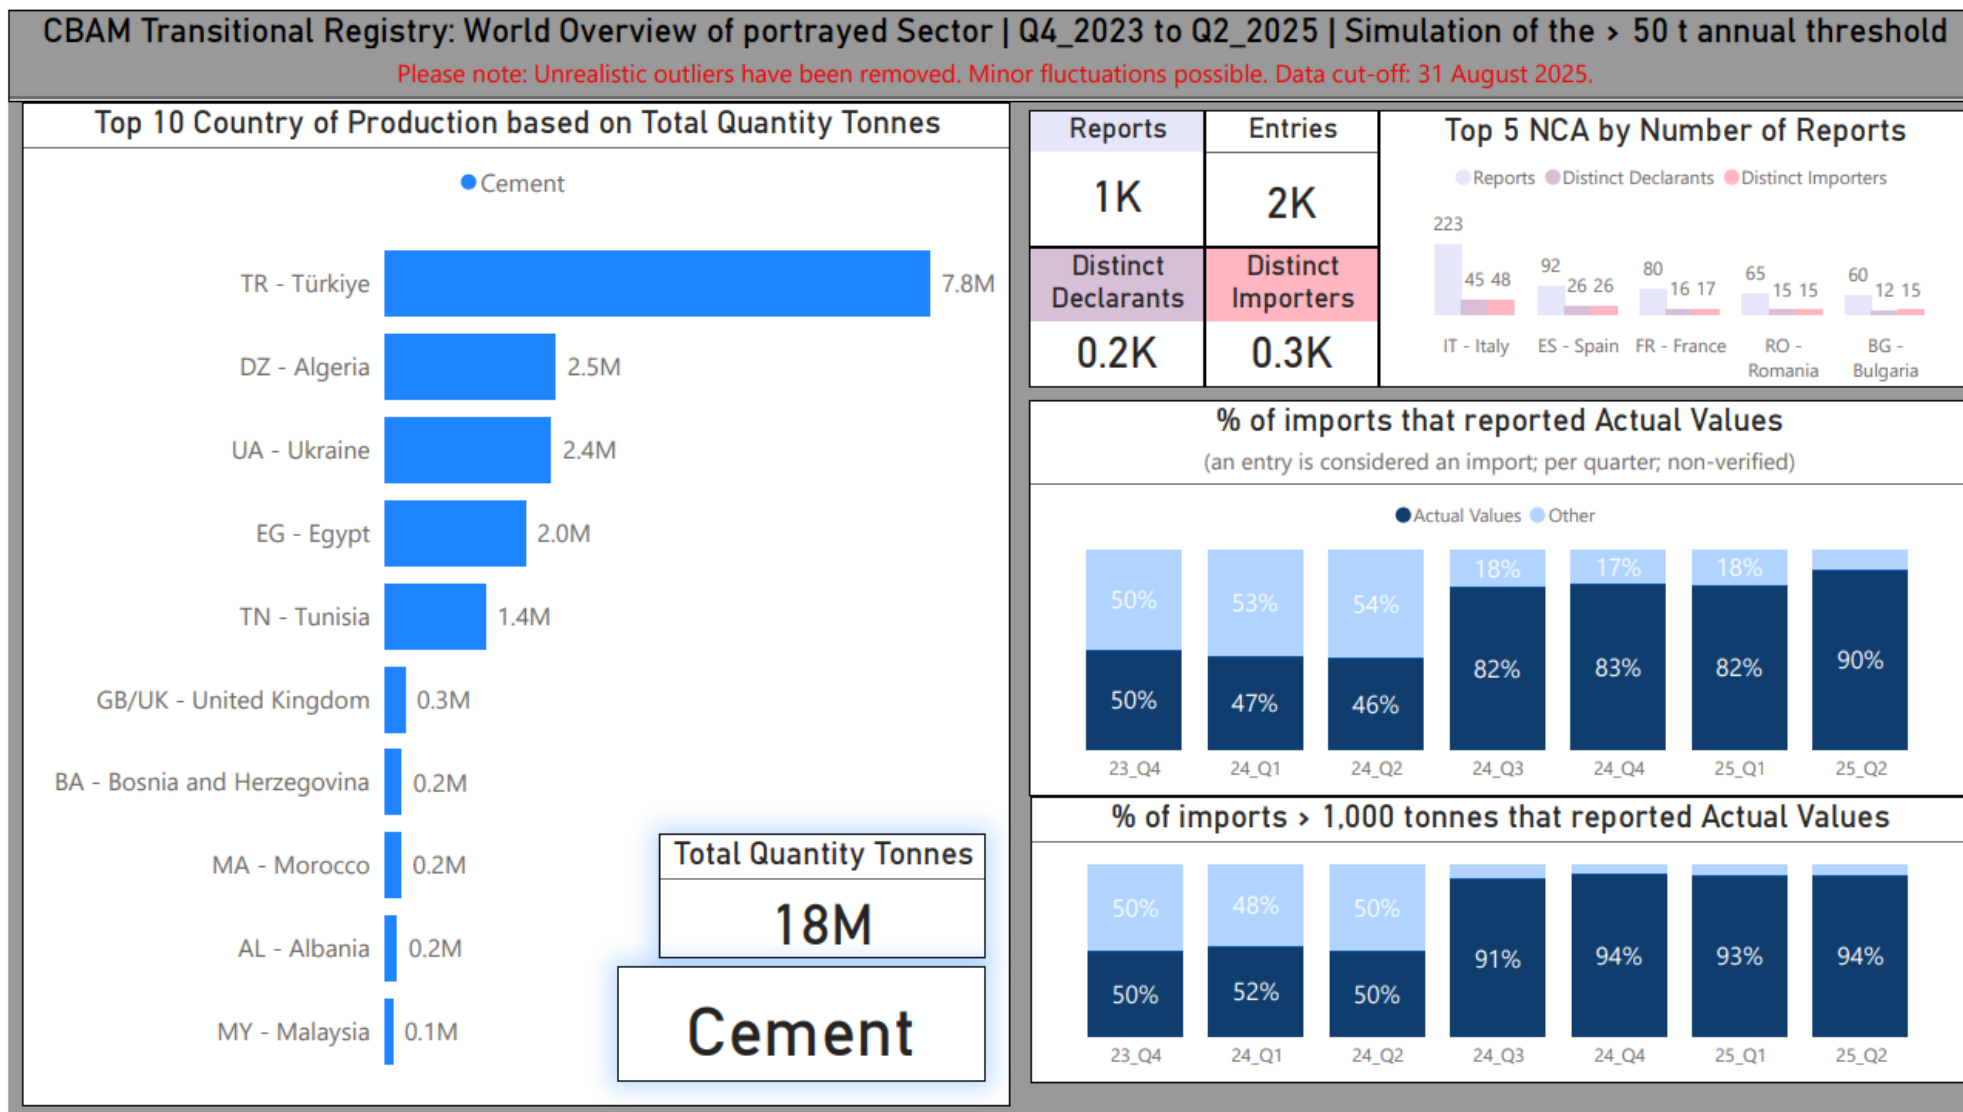 CBAM Transitional Registry: World Overview of portrayed Sector | Q4_2023 to Q2_2025 | Simulation of the > 50 t annual threshold
Please note: Unrealistic outliers have been removed. Minor fluctuations possible. Data cut-off: 31 August 2025.
Top 10 Country of Production based on Total Quantity Tonnes
Cement
TR - Türkiye 7.8M
DZ - Algeria 2.5M
UA - Ukraine 2.4M
EG - Egypt 2.0M
TN - Tunisia 1.4M
GB/UK - United Kingdom 0.3M
BA - Bosnia and Herzegovina 0.2M
MA - Morocco 0.2M
AL - Albania 0.2M
MY - Malaysia 0.1M
Total Quantity Tonnes
18M
Cement
Reports
1K
Entries
2K
Distinct
Declarants
0.2K
Distinct
Importers
0.3K
Top 5 NCA by Number of Reports
Reports Distinct Declarants Distinct Importers
223 45 48
92 26 26
80 16 17
65 15 15
60 12 15
IT - Italy
ES - Spain
FR - France
RO -
Romania
BG -
Bulgaria
% of imports that reported Actual Values
(an entry is considered an import; per quarter; non-verified)
Actual Values Other
50% 53% 54% 18% 17% 18%
50% 47% 46% 82% 83% 82% 90%
23_Q4 24_Q1 24_Q2 24_Q3 24_Q4 25_Q1 25_Q2
% of imports > 1,000 tonnes that reported Actual Values
50% 48% 50%
50% 52% 50% 91% 94% 93% 94%
23_Q4 24_Q1 24_Q2 24_Q3 24_Q4 25_Q1 25_Q2